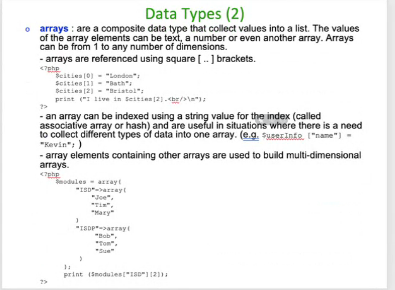 Data Types (2)
o arrays : are a composite data type that collect values into a list. The values
of the array elements can be text, a number or even another array. Arrays
can be from 1 to any number of dimensions.
- arrays are referenced using square [ .. ] brackets.
<?php
$cities[0] = "London";
$cities[1] = "Bath";
$cities[2] = "Bristol";
print ("I live in $cities[2].<br/>\n");
?>
- an array can be indexed using a string value for the index (called
associative array or hash) and are useful in situations where there is a need
to collect different types of data into one array. (e.g. $userInfo ["name"] =
"Kevin"; )
- array elements containing other arrays are used to build multi-dimensional
arrays.
<?php
$modules = array(
"ISD"=>array(
"Joe",
"Tim",
"Mary"
)
"ISDP"=>array(
"Bob",
"Tom",
"Sue"
)
);
print ($modules["ISD"][2]);
?>